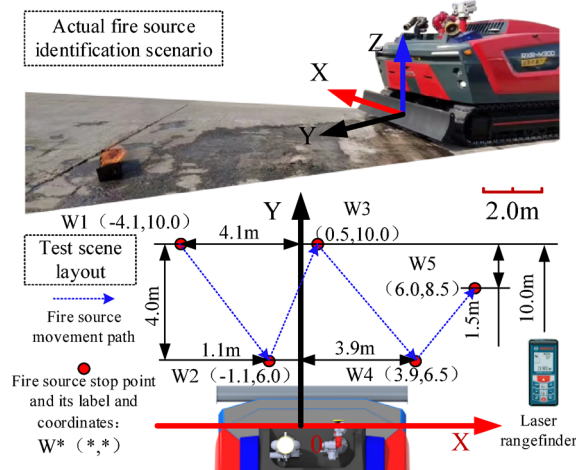 Actual fire source
identification scenario
Z
X
Y
RXR-M80D
W1（-4.1,10.0）
Y
W3
(0.5,10.0)
2.0m
4.1m
Test scene
layout
W5
(6.0,8.5)
Fire source
movement path
4.0m
1.5m
10.0m
1.1m
3.9m
W2 (-1.1,6.0)
W4 (3.9,6.5)
Fire source stop point
and its label and
coordinates：
W*（*,*）
0
X
Laser
rangefinder